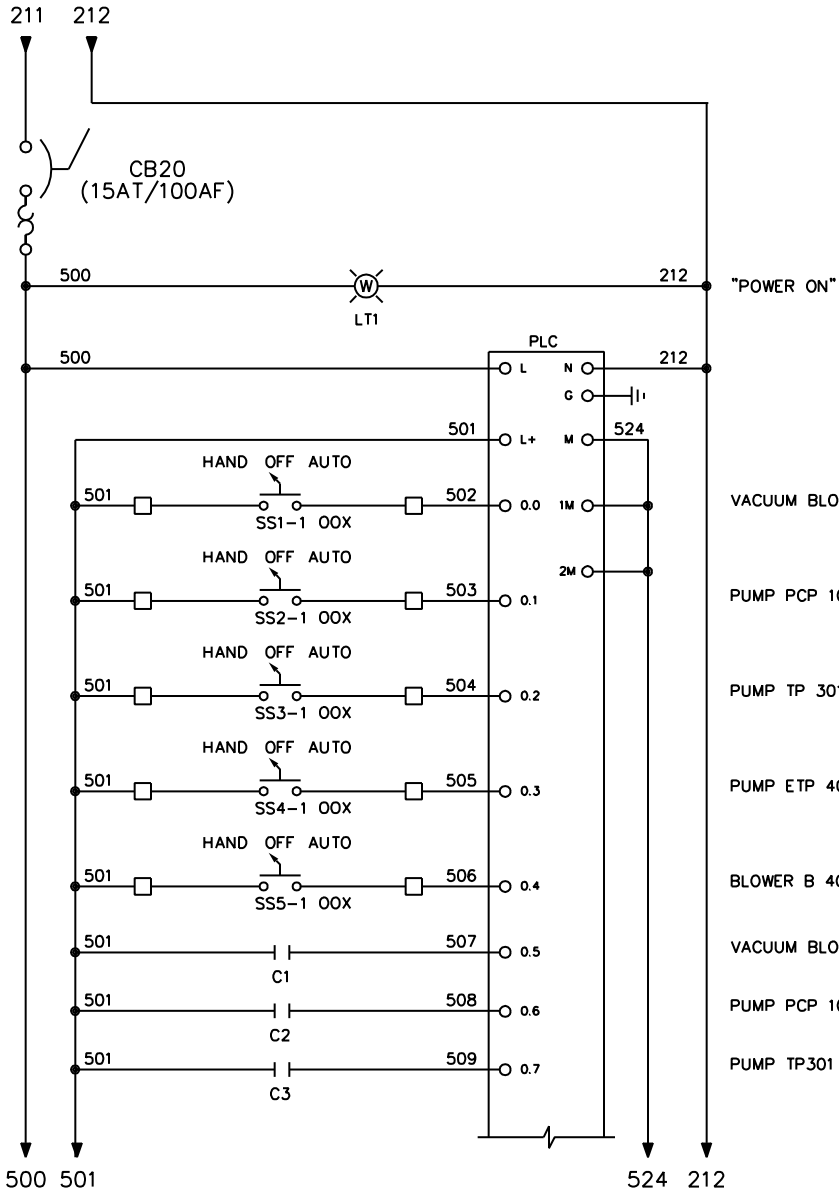 211 212
CB20
(15AT/100AF)
500 212 "POWER ON"
W
LT1
PLC
500 L N 212
G
501 L+ M 524
HAND OFF AUTO
501 502 0.0 1M VACUUM BLO
SS1-1 OOX
HAND OFF AUTO
2M
501 503 0.1 PUMP PCP 10
SS2-1 OOX
HAND OFF AUTO
501 504 0.2 PUMP TP 301
SS3-1 OOX
HAND OFF AUTO
501 505 0.3 PUMP ETP 40
SS4-1 OOX
HAND OFF AUTO
501 506 0.4 BLOWER B 40
SS5-1 OOX
501 507 0.5 VACUUM BLO
C1
501 508 0.6 PUMP PCP 10
C2
501 509 0.7 PUMP TP301
C3
500 501 524 212